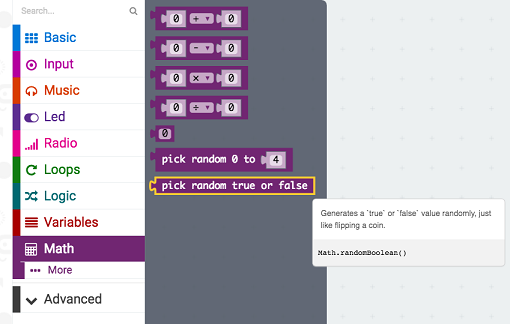 Search...
Basic
Input
Music
Led
Radio
Loops
Logic
Variables
Math
More
Advanced
0 + ▾ 0
0 - ▾ 0
0 × ▾ 0
0 ÷ ▾ 0
0
pick random 0 to 4
pick random true or false
Generates a `true` or `false` value randomly, just
like flipping a coin.
Math.randomBoolean()